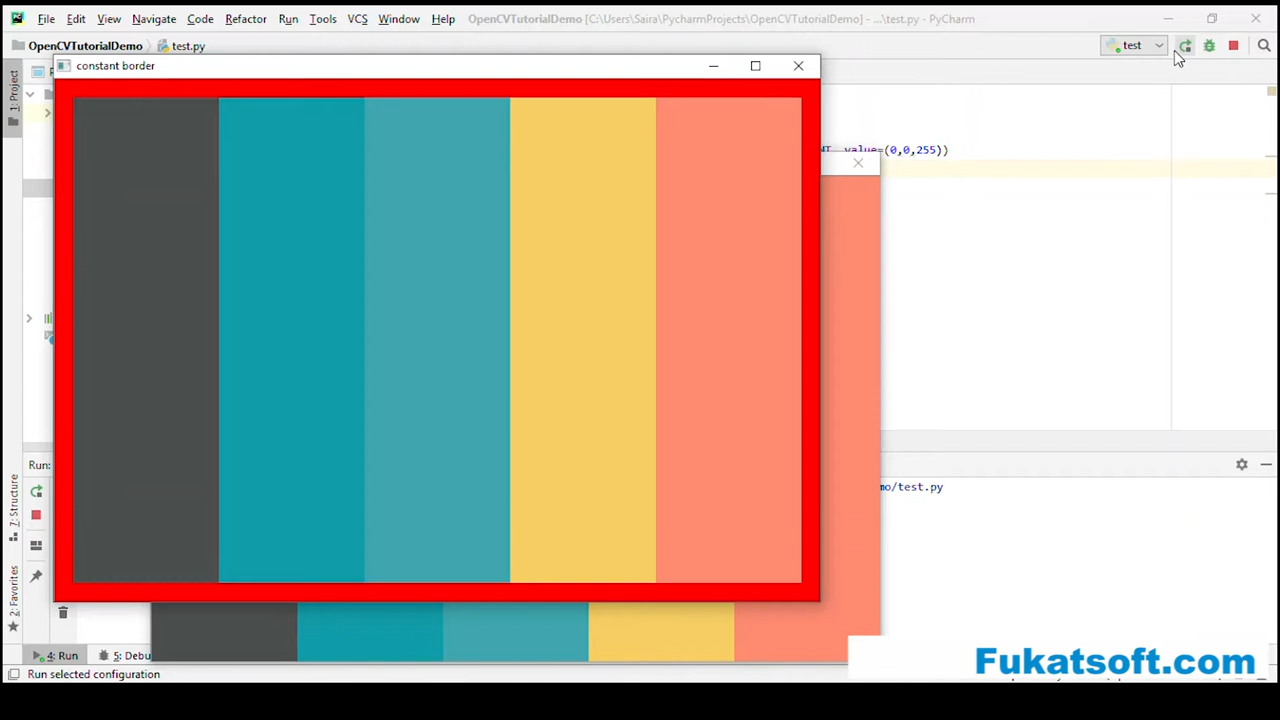 File Edit View Navigate Code Refactor Run Tools VCS Window Help OpenCVTutorialDemo [C:\Users\Saira\PycharmProjects\OpenCVTutorialDemo] - ...\test.py - PyCharm
OpenCVTutorialDemo test.py test
constant border
1: Project
value=(0,0,255))
Run:
mo/test.py
7: Structure
2: Favorites
4: Run 5: Debu
Run selected configuration
Fukatsoft.com